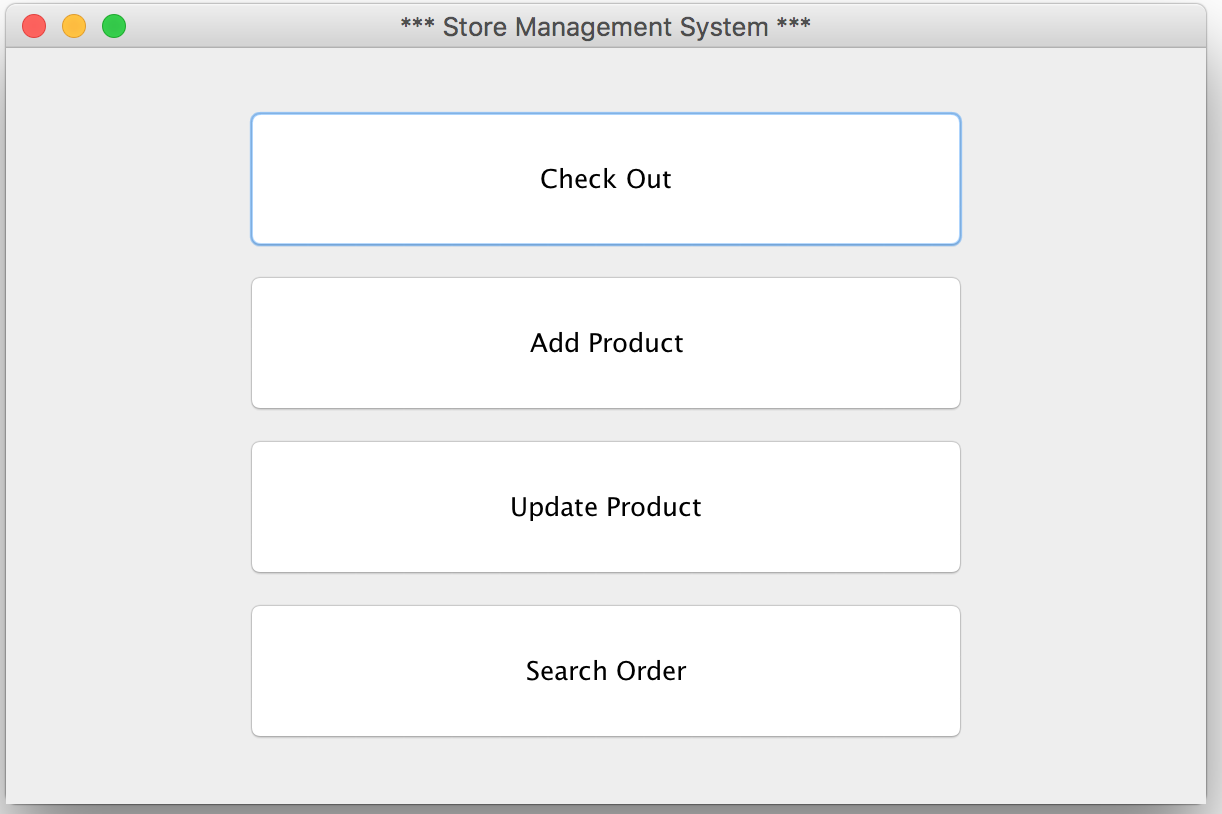 *** Store Management System ***
Check Out
Add Product
Update Product
Search Order